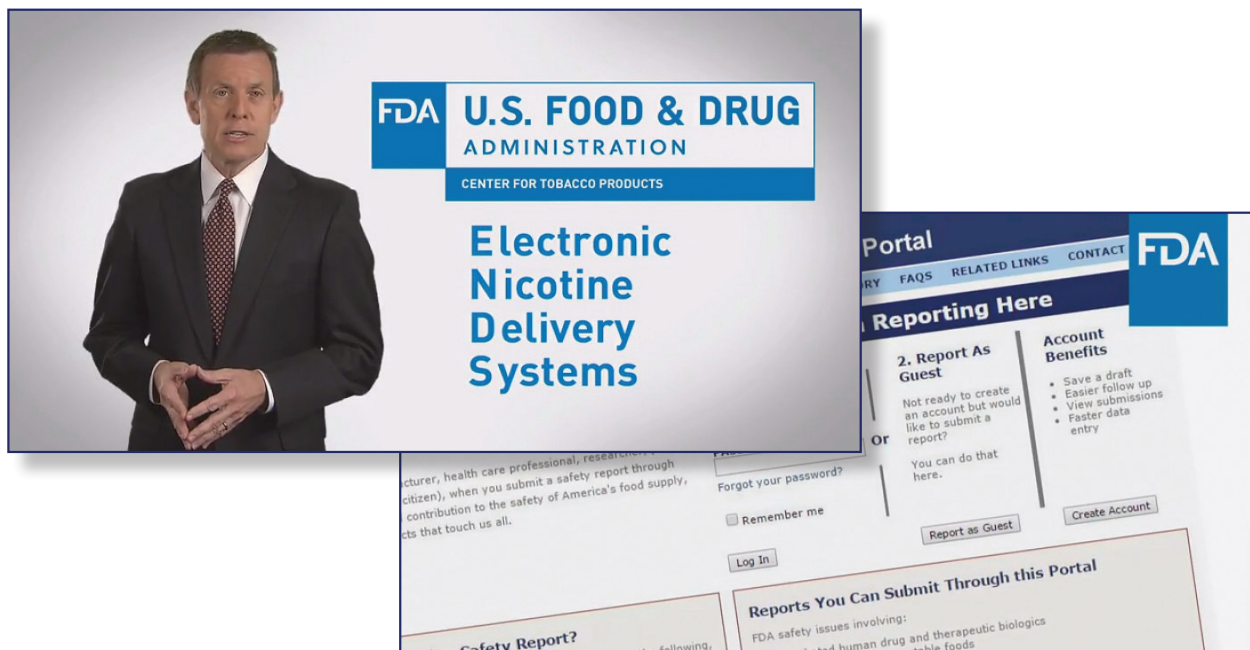 FDA
U.S. FOOD & DRUG
ADMINISTRATION
CENTER FOR TOBACCO PRODUCTS
Electronic
Nicotine
Delivery
Systems
Portal
FAQS RELATED LINKS CONTACT
FDA
Reporting Here
2. Report As
Guest
Not ready to create
an account but would
like to submit a
report?
You can do that
here.
Report as Guest
Account
Benefits
• Save a draft
• Easier follow up
• View submissions
• Faster data
entry
Create Account
Or
Forgot your password?
Remember me
Log In
health care professional,
citizen), when you submit a safety report through
contribution to the safety of America's food supply,
that touch us all.
Safety Report?
following,
Reports You Can Submit Through this Portal
FDA safety issues involving:
human drug and therapeutic biologics
foods